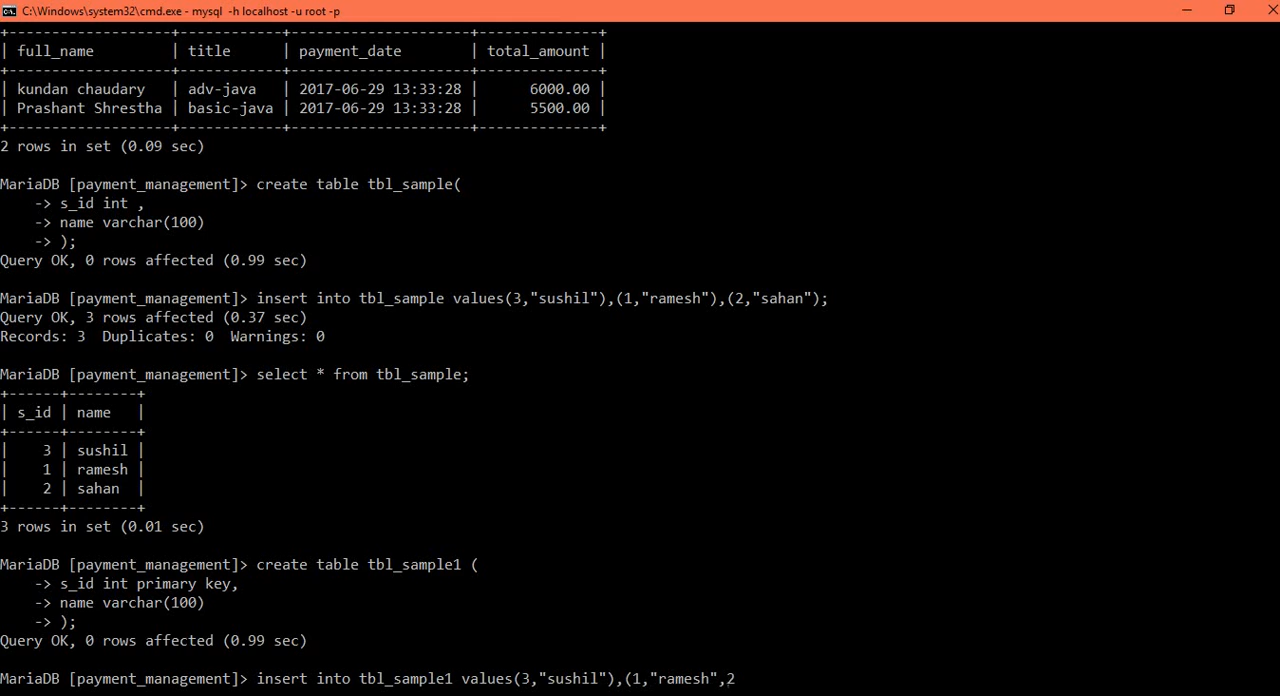 C:\Windows\system32\cmd.exe - mysql  -h localhost -u root -p
+-------------------+------------+---------------------+--------------+
| full_name         | title      | payment_date        | total_amount |
+-------------------+------------+---------------------+--------------+
| kundan chaudary   | adv-java   | 2017-06-29 13:33:28 |      6000.00 |
| Prashant Shrestha | basic-java | 2017-06-29 13:33:28 |      5500.00 |
+-------------------+------------+---------------------+--------------+
2 rows in set (0.09 sec)
MariaDB [payment_management]> create table tbl_sample(
    -> s_id int ,
    -> name varchar(100)
    -> );
Query OK, 0 rows affected (0.99 sec)
MariaDB [payment_management]> insert into tbl_sample values(3,"sushil"),(1,"ramesh"),(2,"sahan");
Query OK, 3 rows affected (0.37 sec)
Records: 3  Duplicates: 0  Warnings: 0
MariaDB [payment_management]> select * from tbl_sample;
+------+--------+
| s_id | name   |
+------+--------+
|    3 | sushil |
|    1 | ramesh |
|    2 | sahan  |
+------+--------+
3 rows in set (0.01 sec)
MariaDB [payment_management]> create table tbl_sample1 (
    -> s_id int primary key,
    -> name varchar(100)
    -> );
Query OK, 0 rows affected (0.99 sec)
MariaDB [payment_management]> insert into tbl_sample1 values(3,"sushil"),(1,"ramesh",2